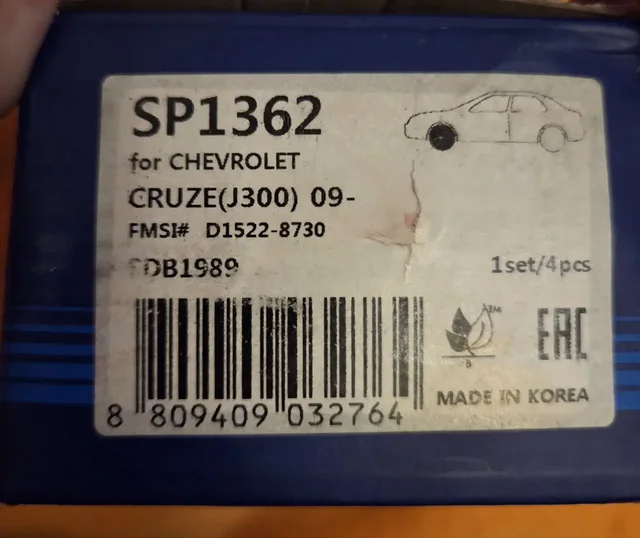 SP1362
for CHEVROLET
CRUZE(J300) 09-
FMSI# D1522-8730
FDB1989
1set/4pcs
TM
B
EAC
MADE IN KOREA
8 809409 032764